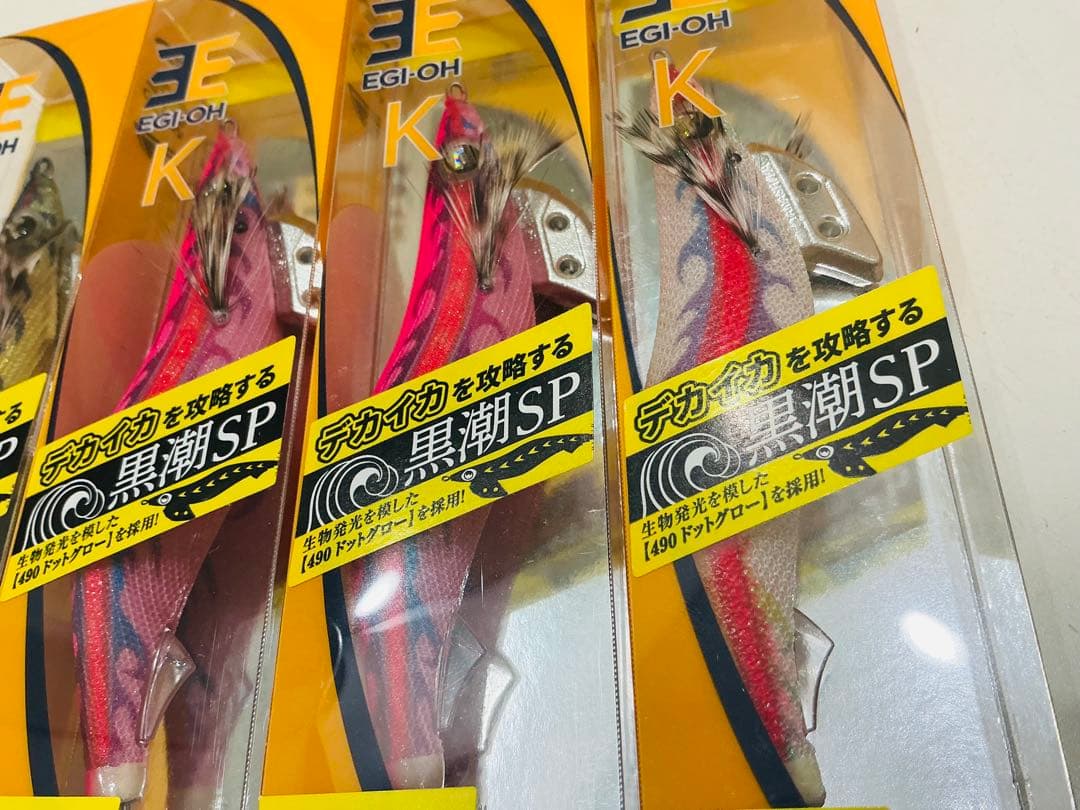 EGI-OH
K
デカイカを攻略する
黒潮SP
生物発光を模した
【490ドットグロー】を採用!
EGI-OH
K
デカイカを攻略する
黒潮SP
生物発光を模した
【490ドットグロー】を採用!
EGI-OH
K
デカイカを攻略する
黒潮SP
生物発光を模した
【490ドットグロー】を採用!